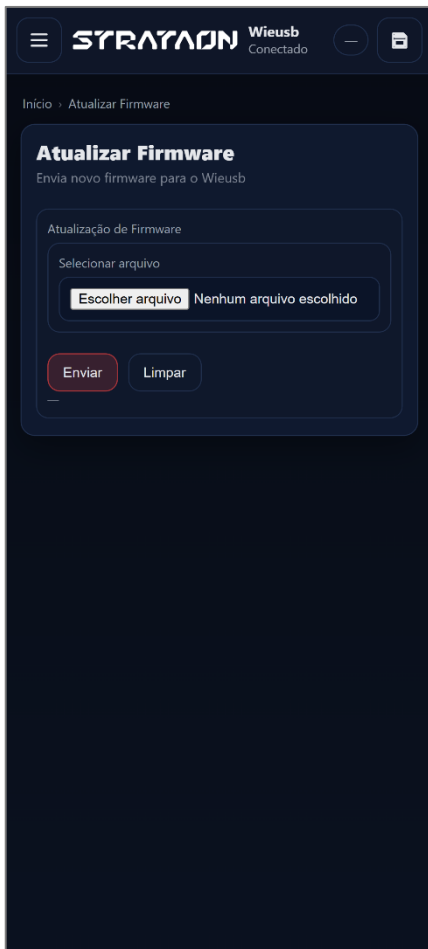 STRATAON
Wieusb
Conectado
—
Início › Atualizar Firmware
Atualizar Firmware
Envia novo firmware para o Wieusb
Atualização de Firmware
Selecionar arquivo
Escolher arquivo Nenhum arquivo escolhido
Enviar Limpar
—